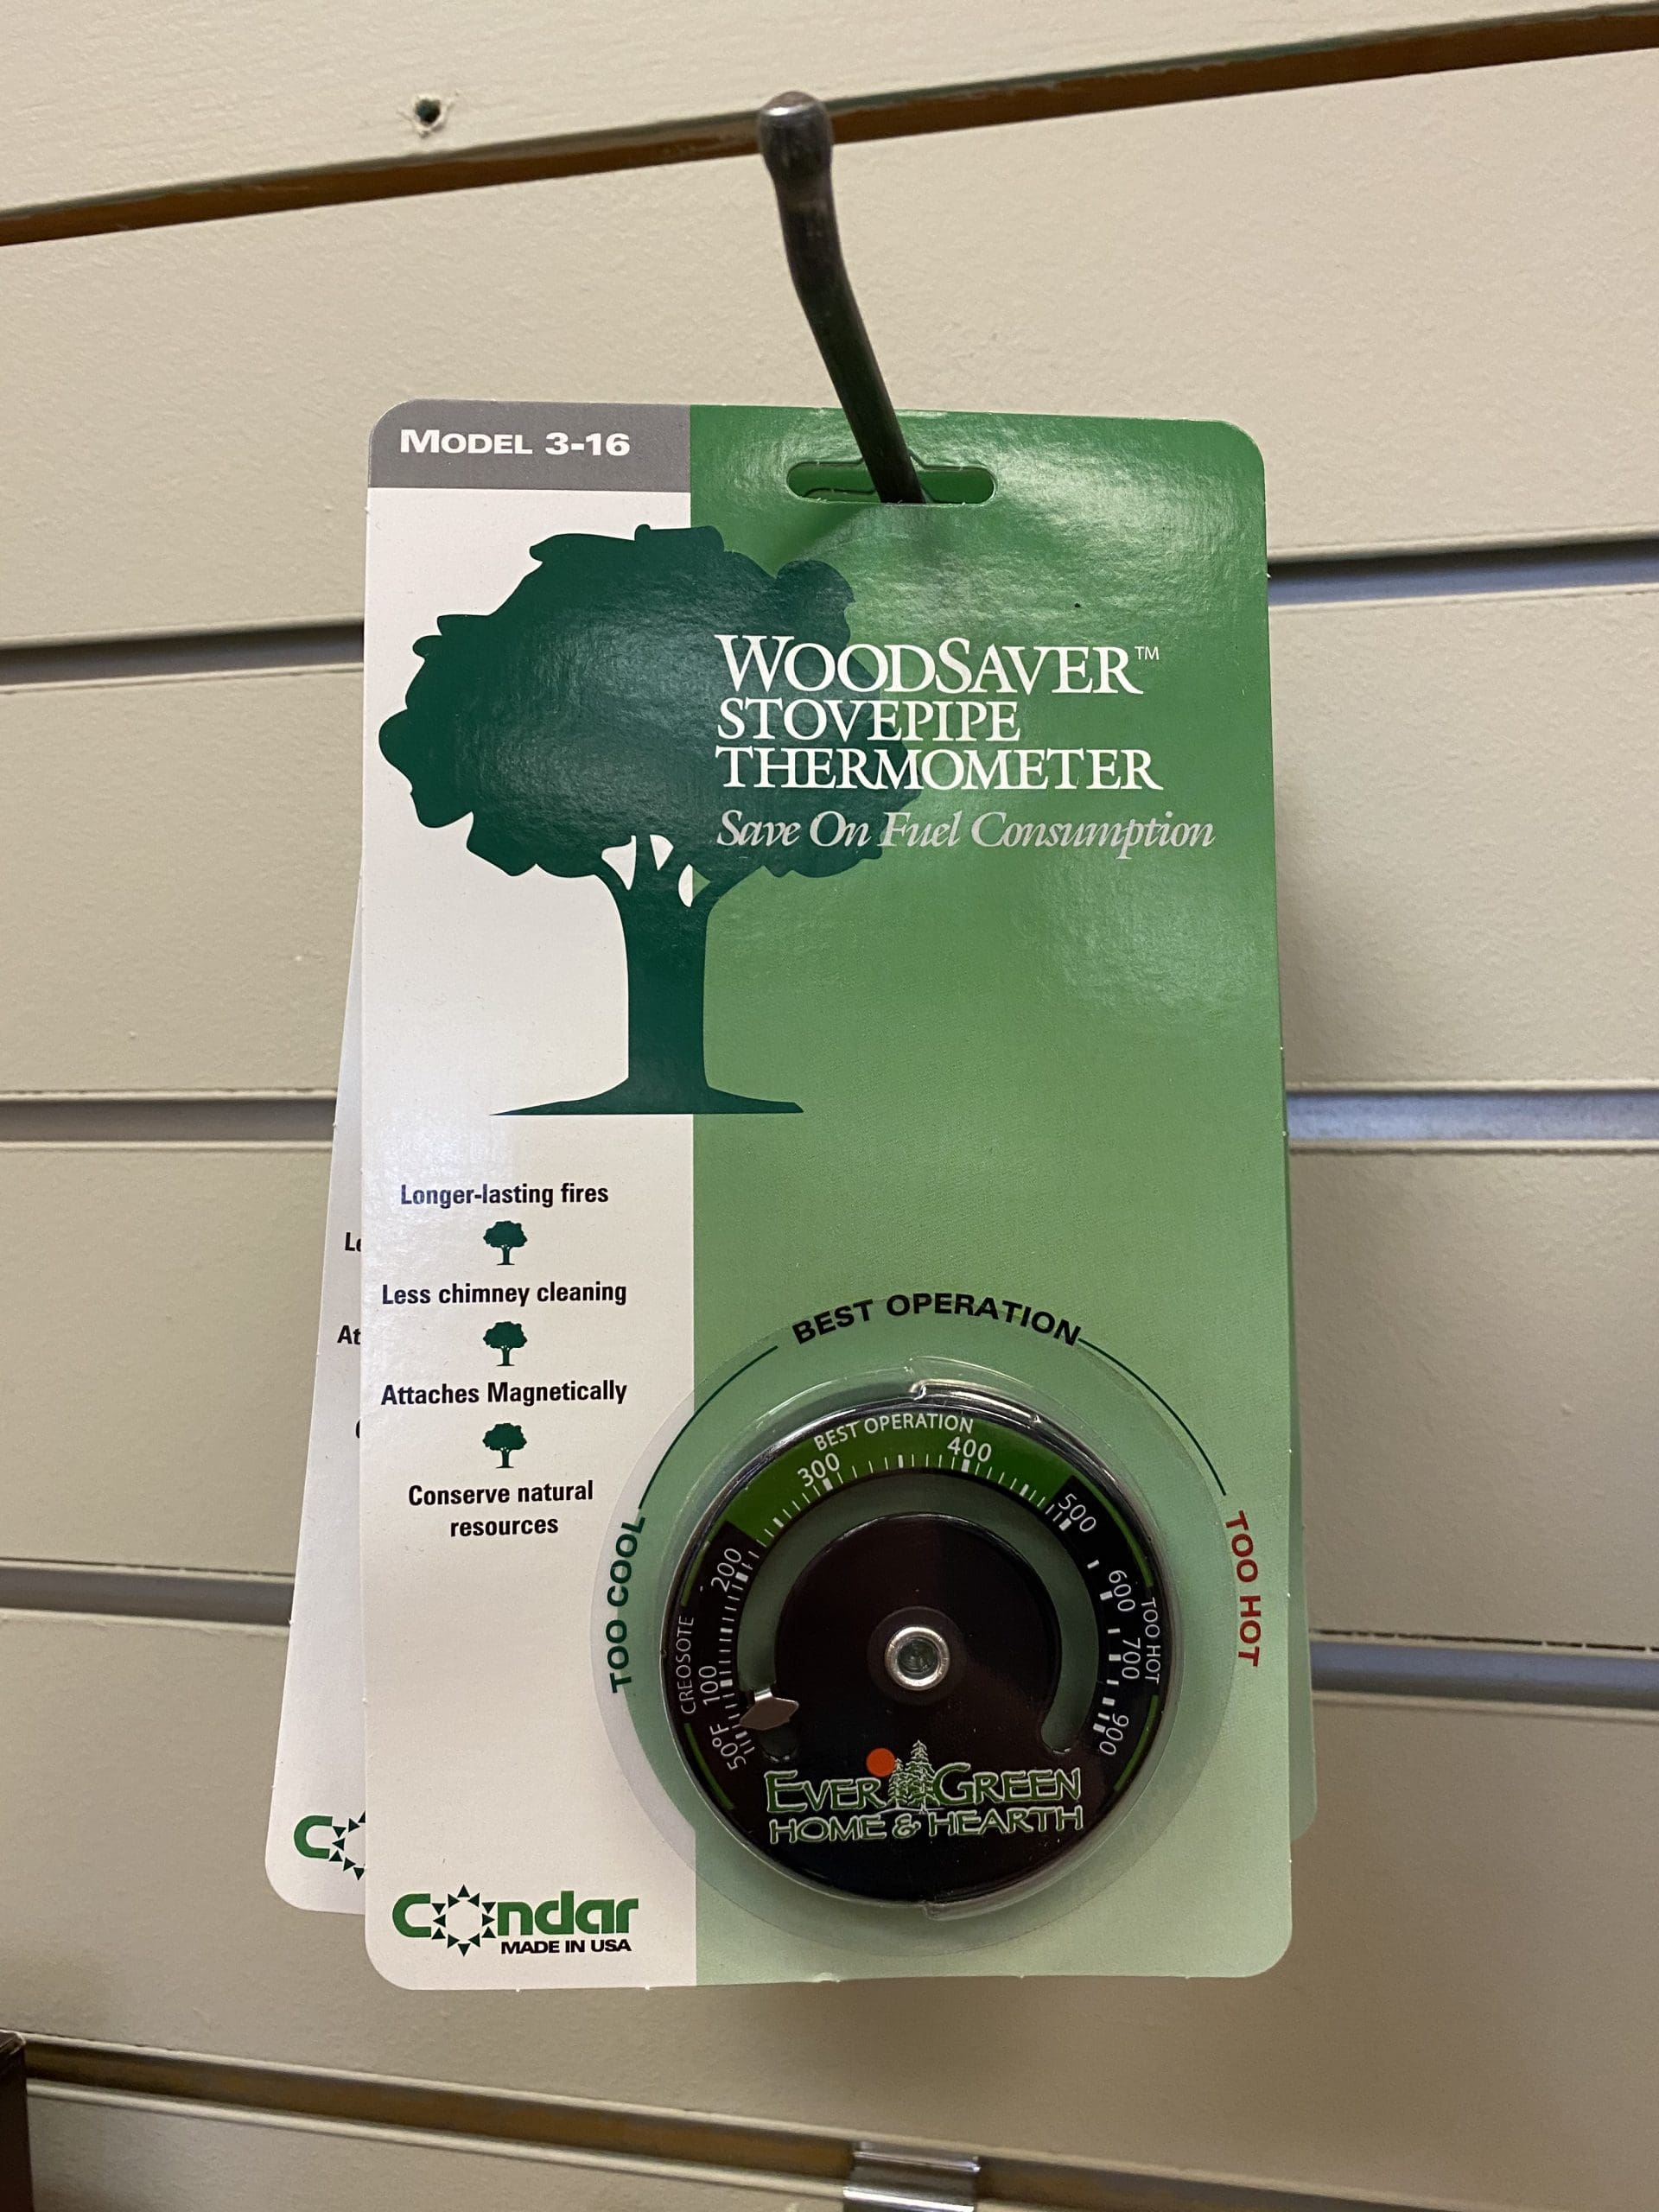 MODEL 3-16
WOODSAVER™
STOVEPIPE
THERMOMETER
Save On Fuel Consumption
Longer-lasting fires
Less chimney cleaning
Attaches Magnetically
Conserve natural
resources
BEST OPERATION
TOO COOL
TOO HOT
BEST OPERATION
CREOSOTE
TOO HOT
50°F 100 200 300 400 500 600 700 900
EVERGREEN
HOME & HEARTH
Condar
MADE IN USA